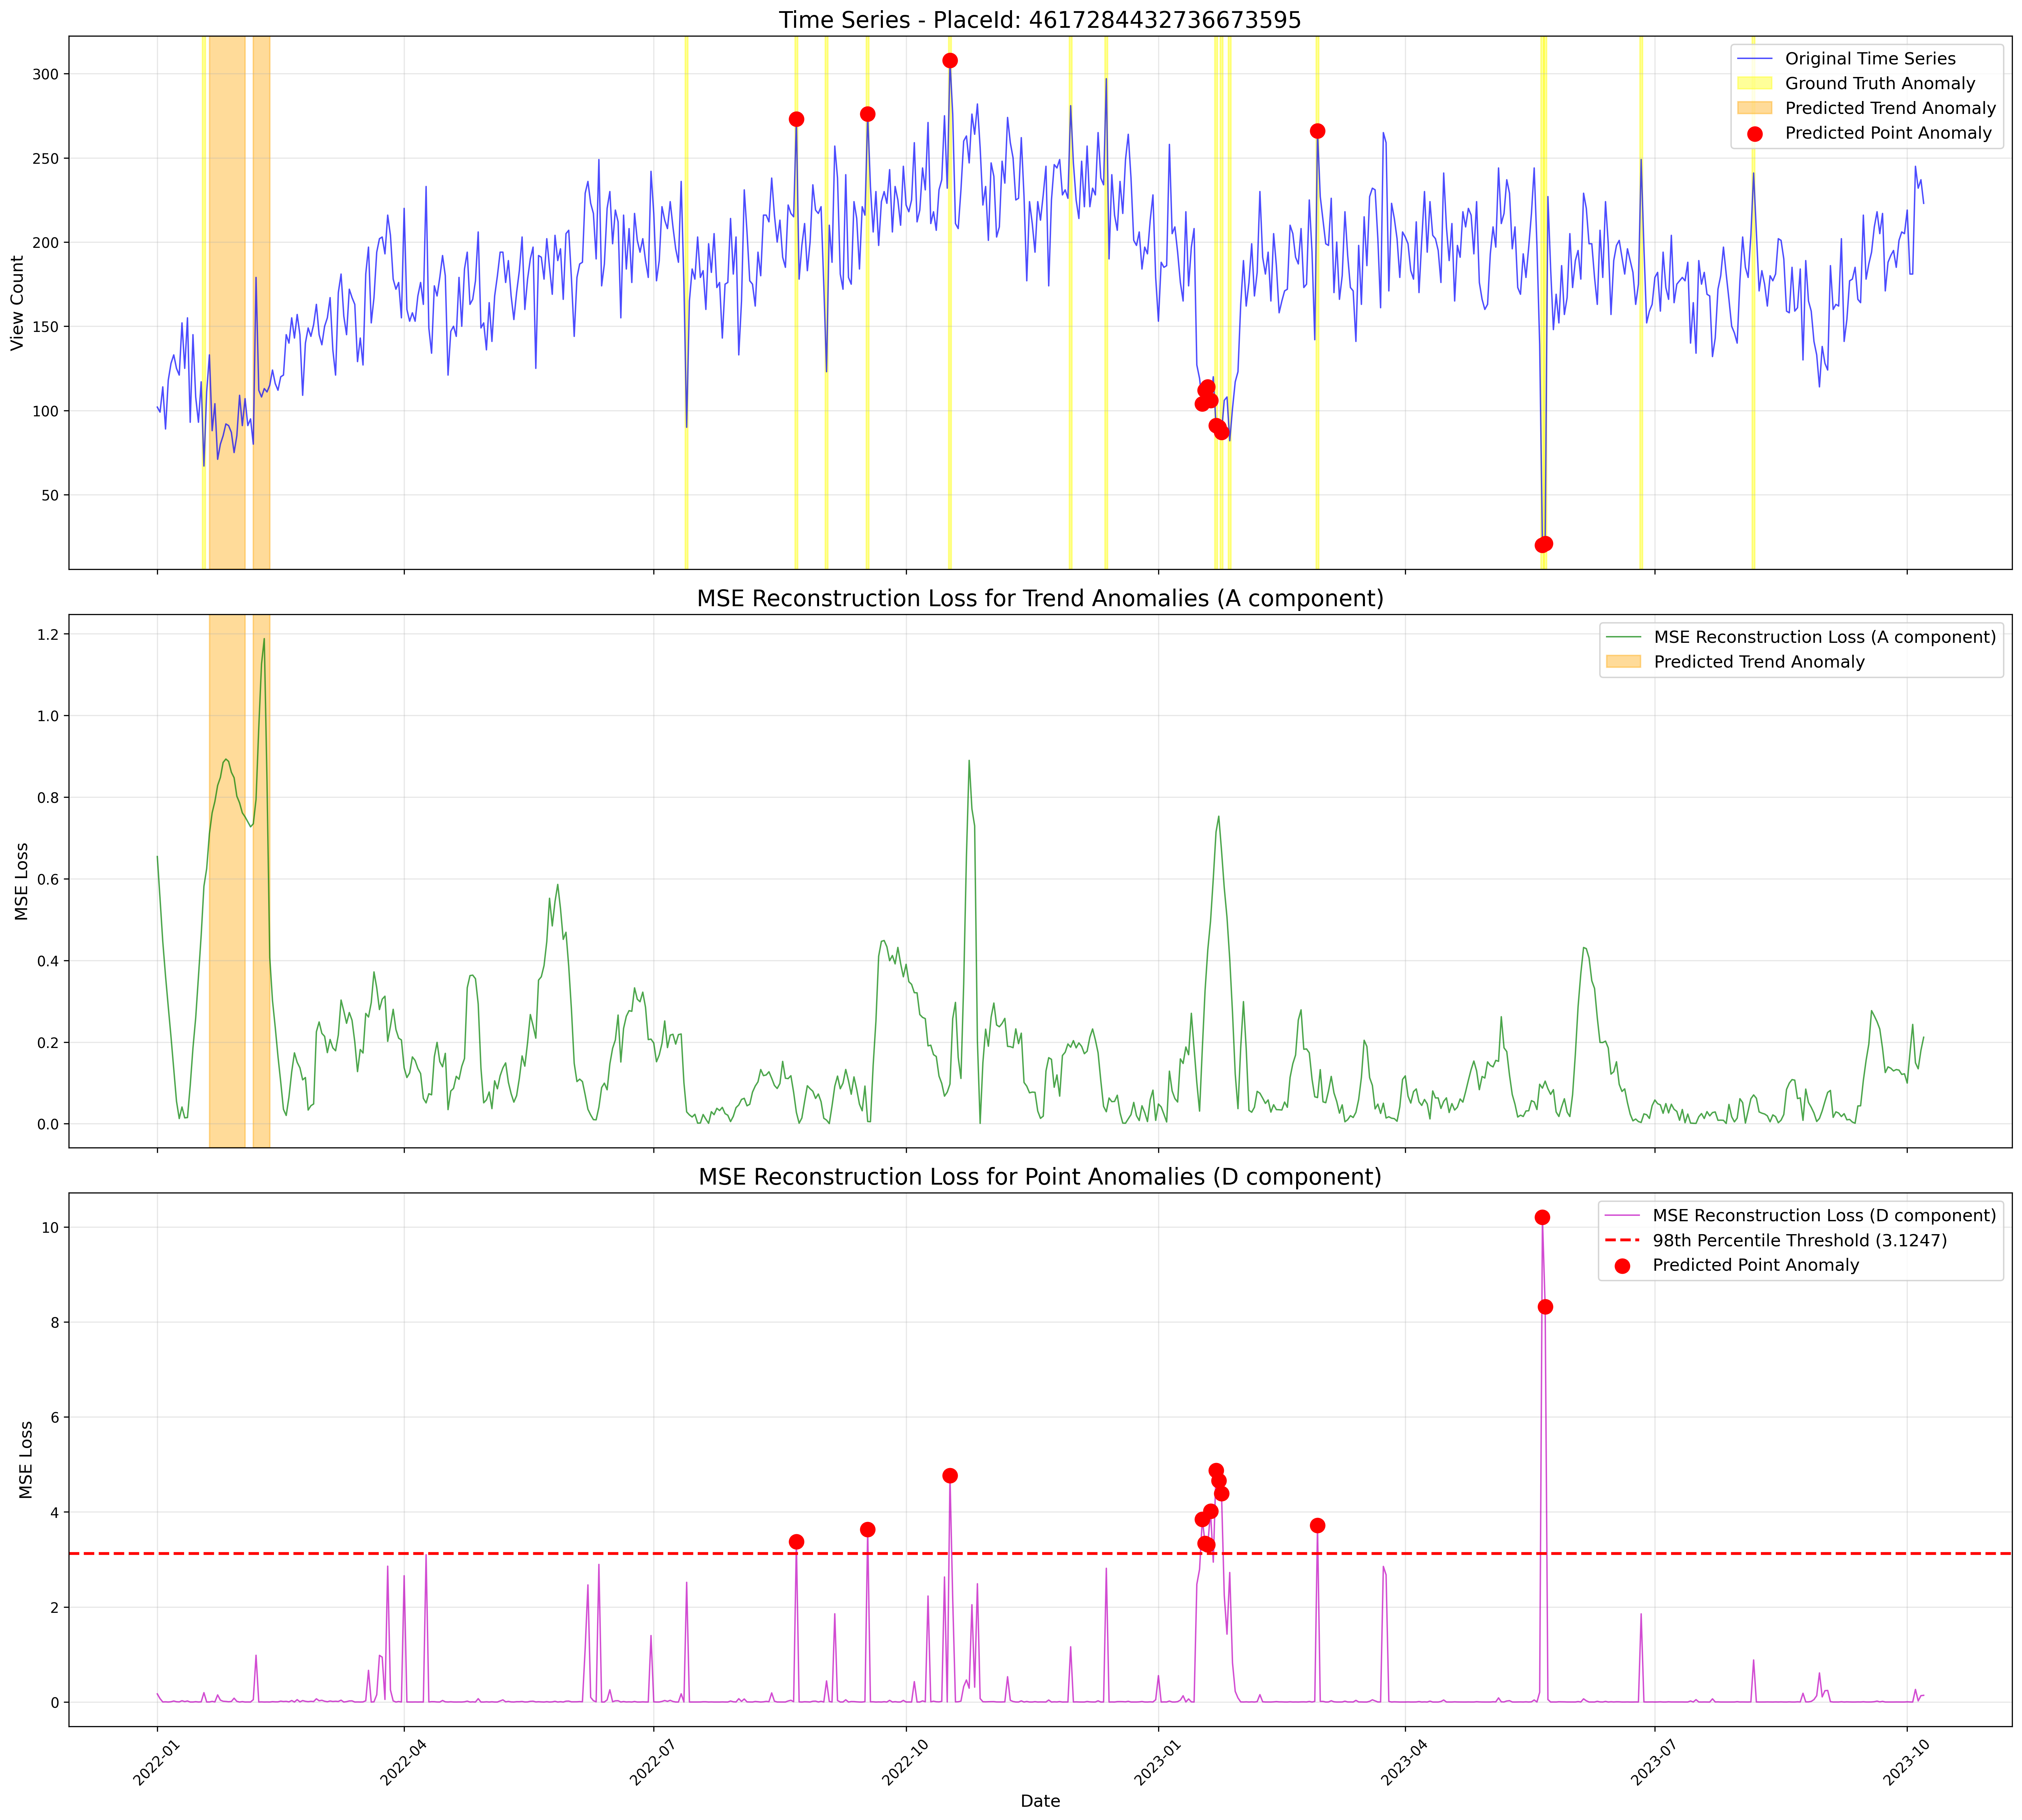 Time Series - PlaceId: 4617284432736673595
View Count
300
250
200
150
100
50
Original Time Series
Ground Truth Anomaly
Predicted Trend Anomaly
Predicted Point Anomaly
MSE Reconstruction Loss for Trend Anomalies (A component)
MSE Loss
1.2
1.0
0.8
0.6
0.4
0.2
0.0
MSE Reconstruction Loss (A component)
Predicted Trend Anomaly
MSE Reconstruction Loss for Point Anomalies (D component)
MSE Loss
10
8
6
4
2
0
MSE Reconstruction Loss (D component)
98th Percentile Threshold (3.1247)
Predicted Point Anomaly
2022-01
2022-04
2022-07
2022-10
2023-01
2023-04
2023-07
2023-10
Date